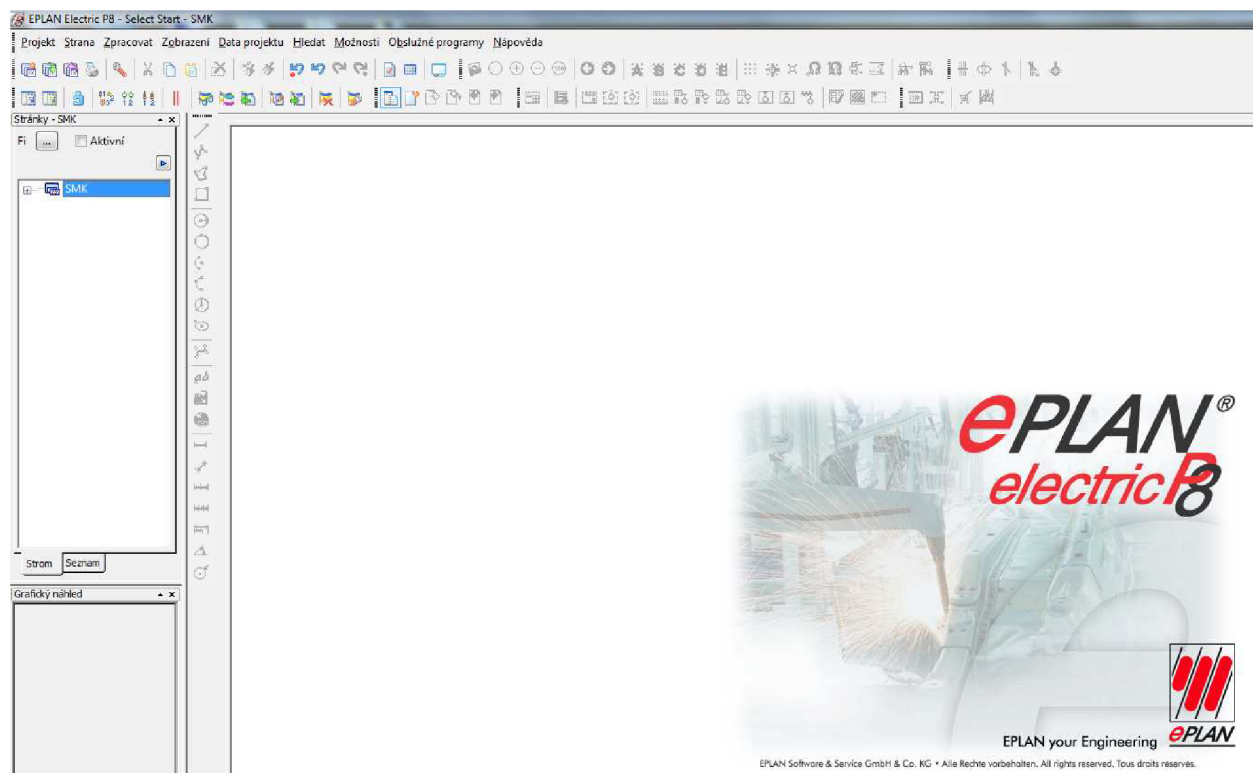 EPLAN Electric P8 - Select Start - SMK
Projekt Strana Zpracovat Zobrazení Data projektu Hledat Možnosti Obslužné programy Nápověda
Stránky - SMK
Fi ... Aktivní
SMK
Strom Seznam
Grafický náhled
ePLAN®
electric P8
EPLAN your Engineering ePLAN
EPLAN Software & Service GmbH & Co. KG • Alle Rechte vorbehalten. All rights reserved. Tous droits réservés.